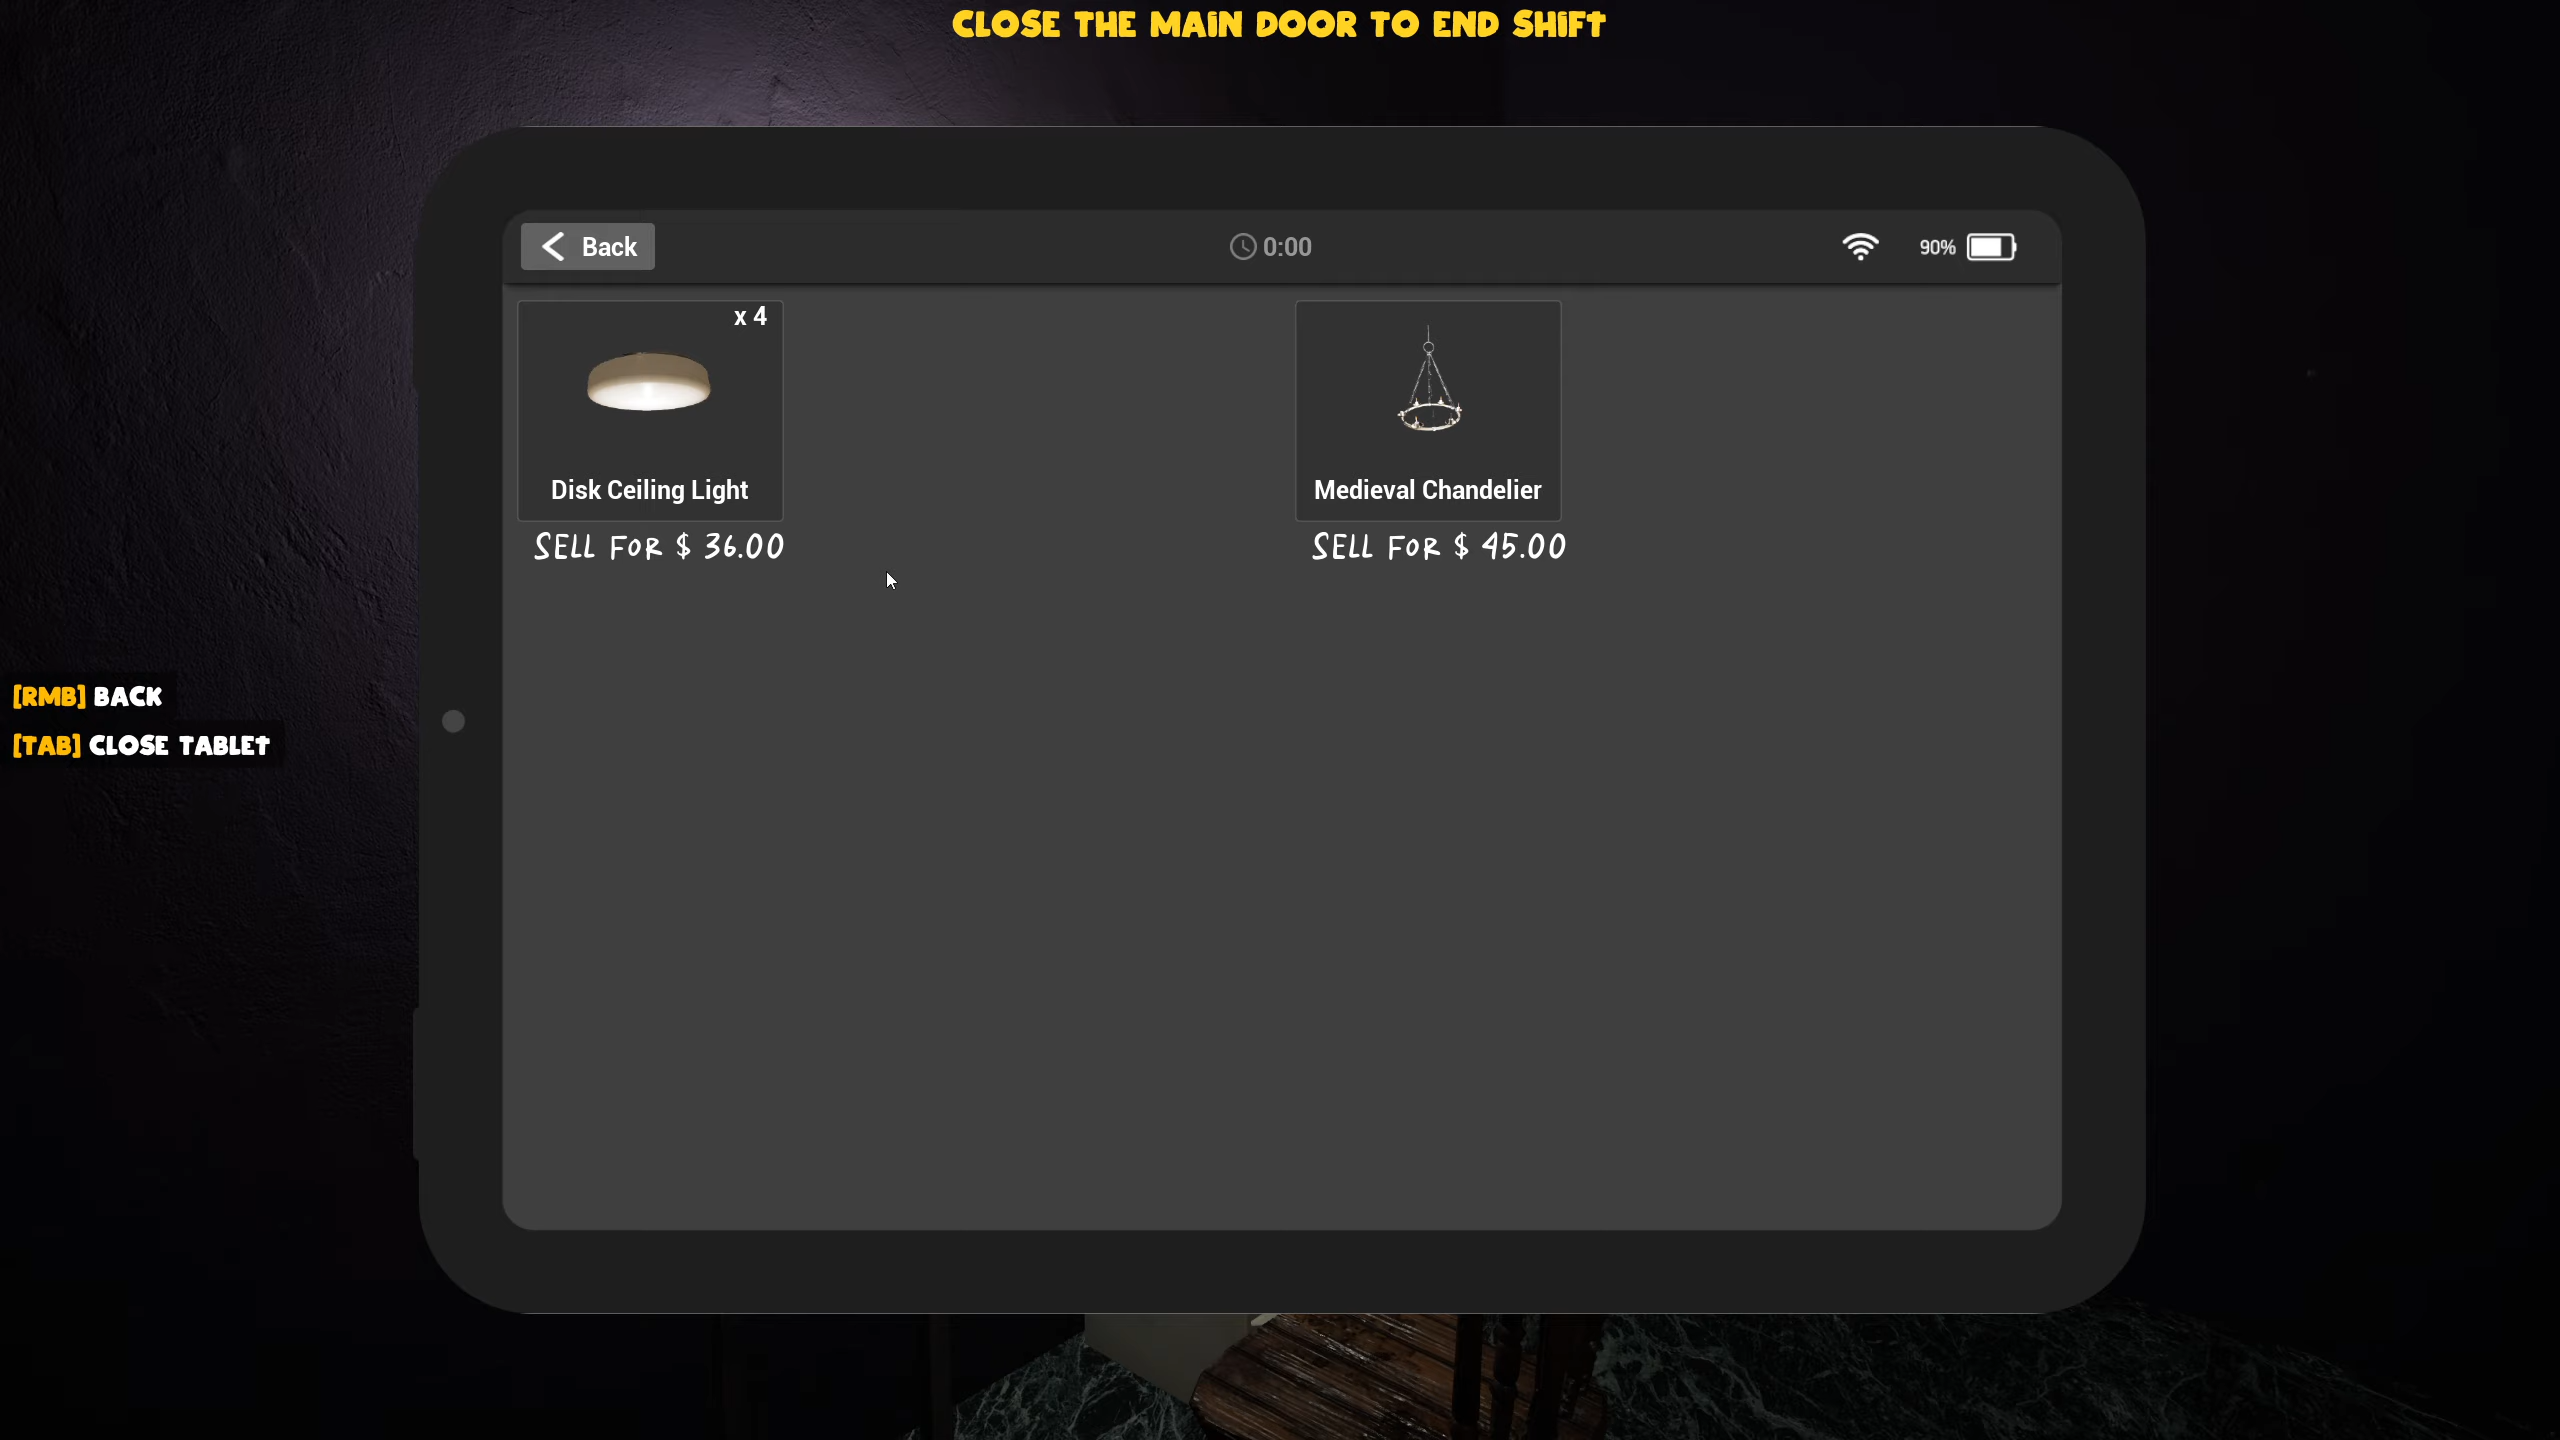 CLOSE THE MAIN DOOR TO END SHIFT
Back
0:00
90%
x 4
Disk Ceiling Light
SELL FOR $ 36.00
Medieval Chandelier
SELL FOR $ 45.00
[RMB] BACK
[TAB] CLOSE TABLET